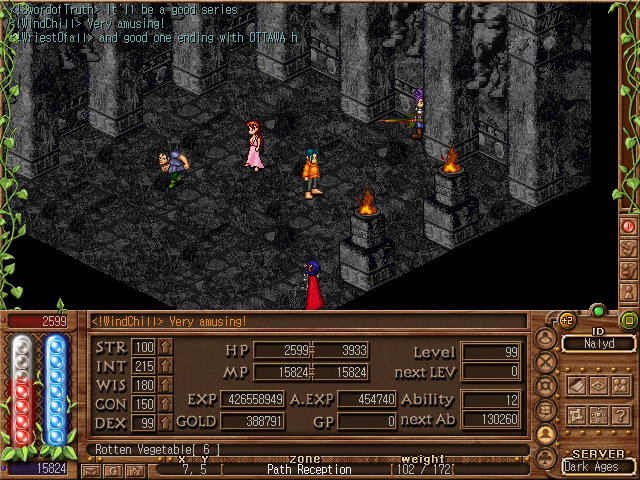 <!SwordofTruth> It'll be a good series
<!WindChill> Very amusing!
<!WriestOfall> and good one ending with OTTAWA h
2599
<!WindChill> Very amusing!
+2
ID
Nalyd
STR 100 HP 2599 3933 Level 99
INT 215 MP 15824 15824 next LEV 0
WIS 180
CON 150 EXP 426558949 A.EXP 454740 Ability 12
DEX 99 GOLD 388791 GP 0 next Ab 130260
Rotten Vegetable[ 6 ]
X Y zone weight
15824 G 7, 5 Path Reception [102 / 172]
SERVER
Dark Ages